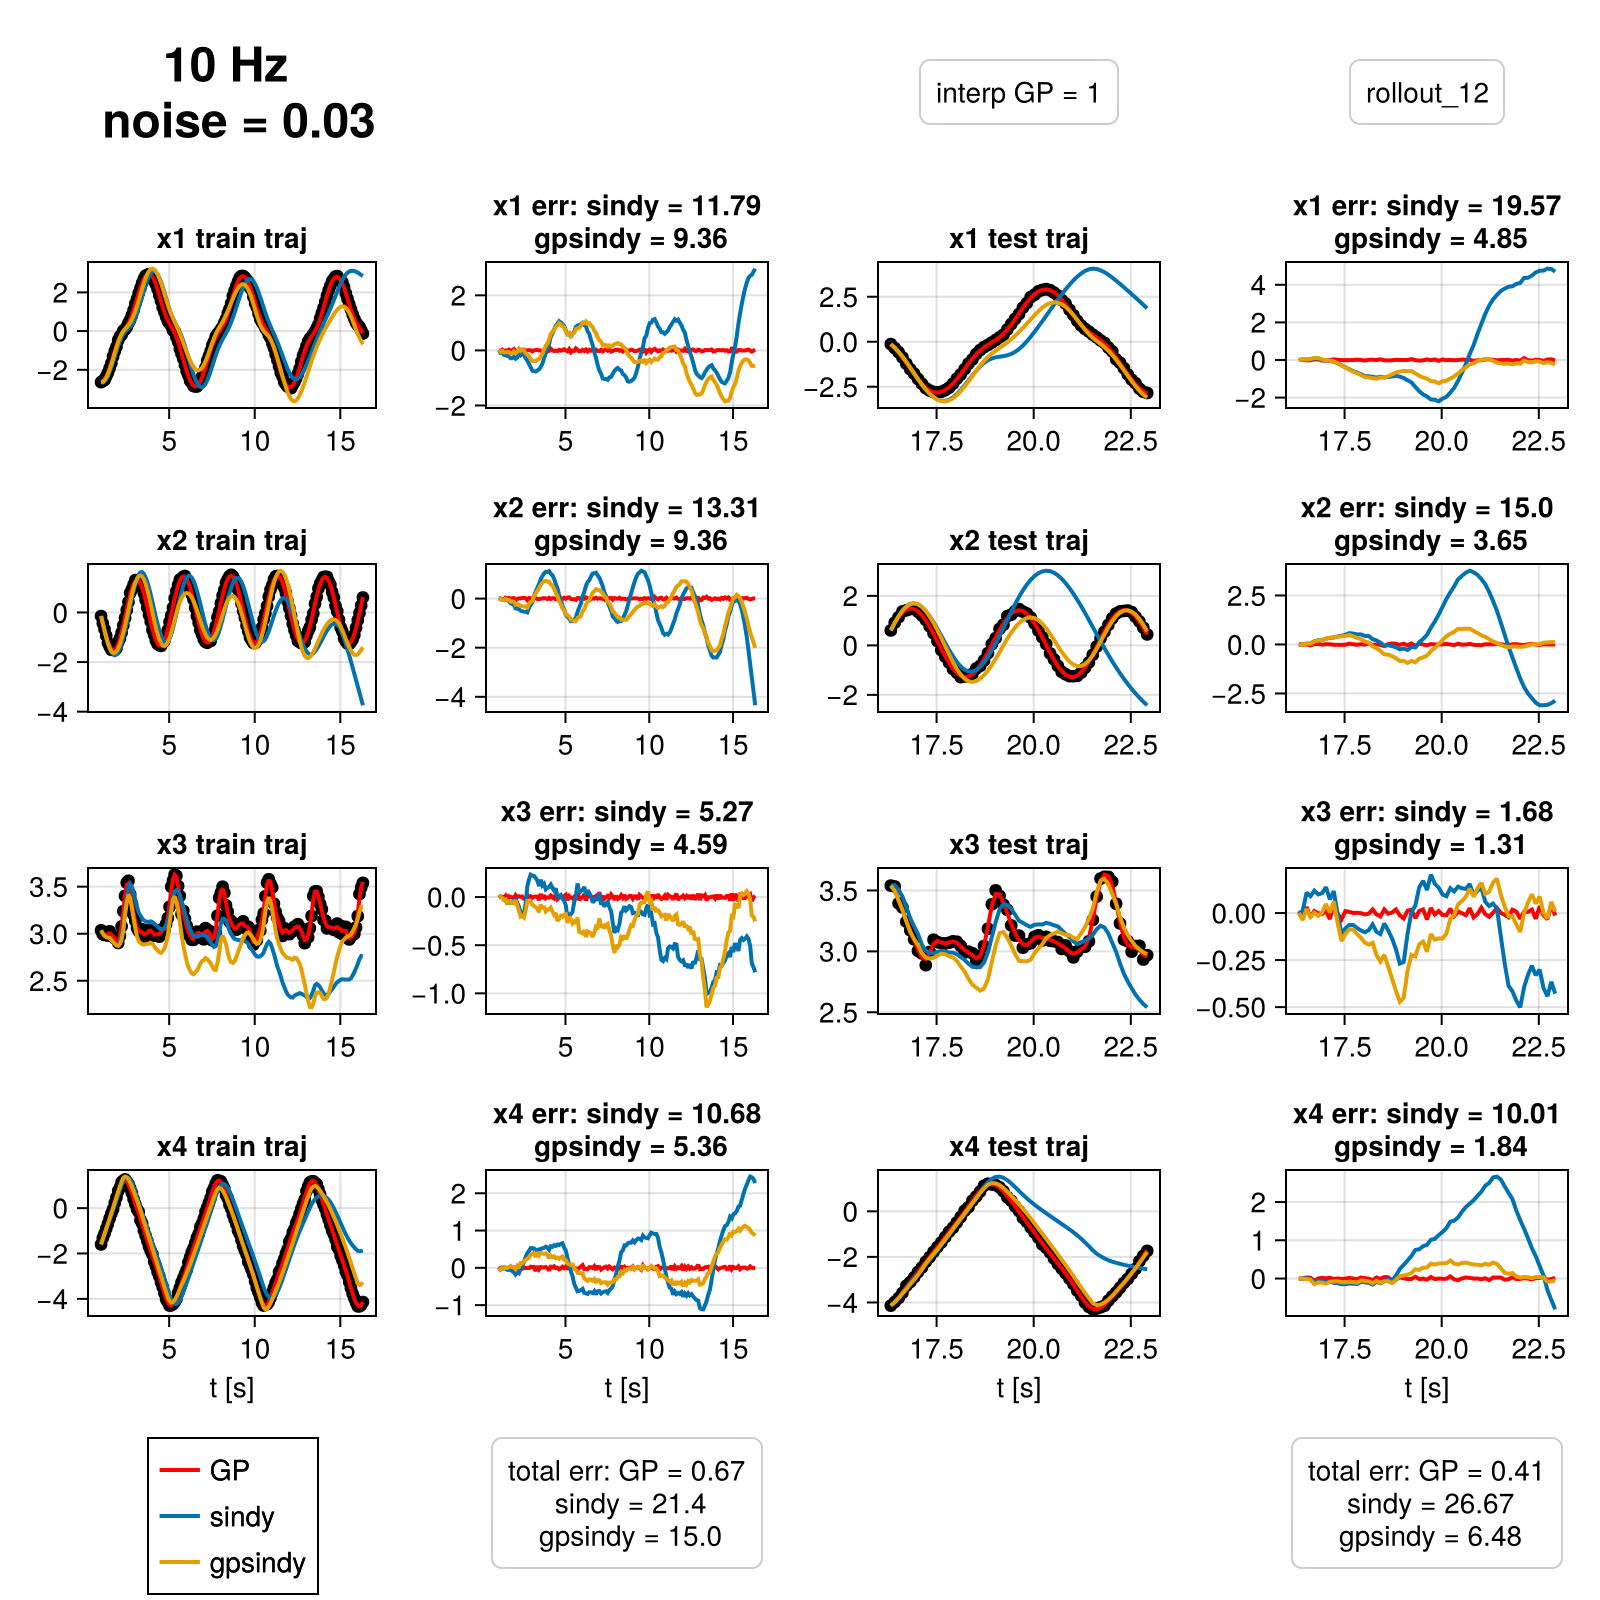 10 Hz
noise = 0.03
interp GP = 1
rollout_12
x1 train traj
2
0
−2
5 10 15
x1 err: sindy = 11.79
gpsindy = 9.36
2
0
−2
5 10 15
x1 test traj
2.5
0.0
−2.5
17.5 20.0 22.5
x1 err: sindy = 19.57
gpsindy = 4.85
4
2
0
−2
17.5 20.0 22.5
x2 train traj
0
−2
−4
5 10 15
x2 err: sindy = 13.31
gpsindy = 9.36
0
−2
−4
5 10 15
x2 test traj
2
0
−2
17.5 20.0 22.5
x2 err: sindy = 15.0
gpsindy = 3.65
2.5
0.0
−2.5
17.5 20.0 22.5
x3 train traj
3.5
3.0
2.5
5 10 15
x3 err: sindy = 5.27
gpsindy = 4.59
0.0
−0.5
−1.0
5 10 15
x3 test traj
3.5
3.0
2.5
17.5 20.0 22.5
x3 err: sindy = 1.68
gpsindy = 1.31
0.00
−0.25
−0.50
17.5 20.0 22.5
x4 train traj
0
−2
−4
5 10 15
t [s]
x4 err: sindy = 10.68
gpsindy = 5.36
2
1
0
−1
5 10 15
t [s]
x4 test traj
0
−2
−4
17.5 20.0 22.5
t [s]
x4 err: sindy = 10.01
gpsindy = 1.84
2
1
0
17.5 20.0 22.5
t [s]
GP
sindy
gpsindy
total err: GP = 0.67
sindy = 21.4
gpsindy = 15.0
total err: GP = 0.41
sindy = 26.67
gpsindy = 6.48